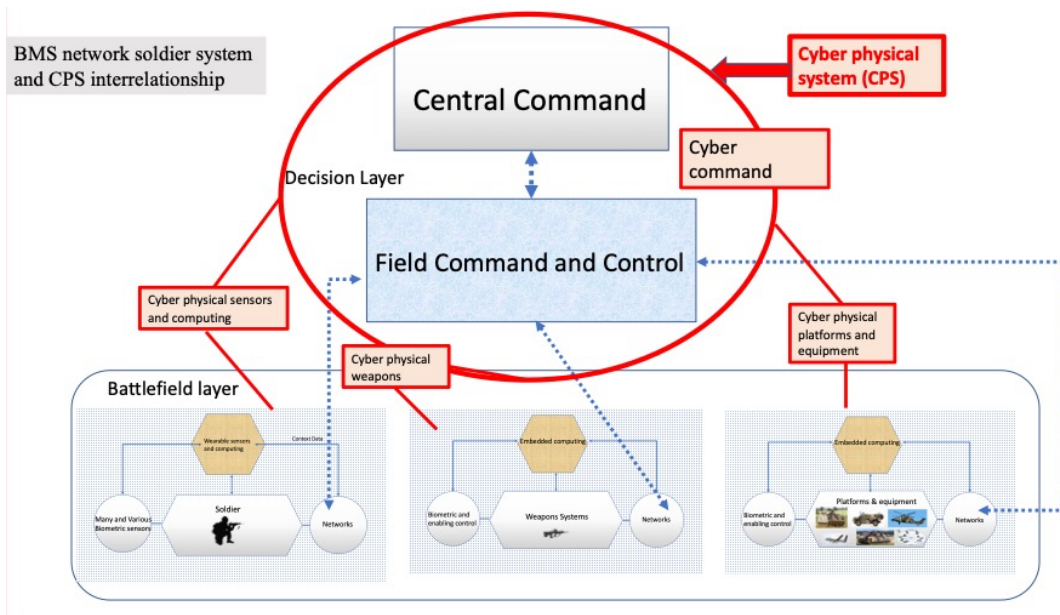 BMS network soldier system
and CPS interrelationship
Cyber physical
system (CPS)
Central Command
Cyber
command
Decision Layer
Field Command and Control
Cyber physical sensors
and computing
Cyber physical
weapons
Cyber physical
platforms and
equipment
Battlefield layer
Wearable sensors
and computing
Context Data
Many and Various
Biometric sensors
Soldier
Networks
Embedded computing
Biometric and
enabling control
Weapons Systems
Networks
Embedded computing
Biometric and
enabling control
Platforms & equipment
Networks